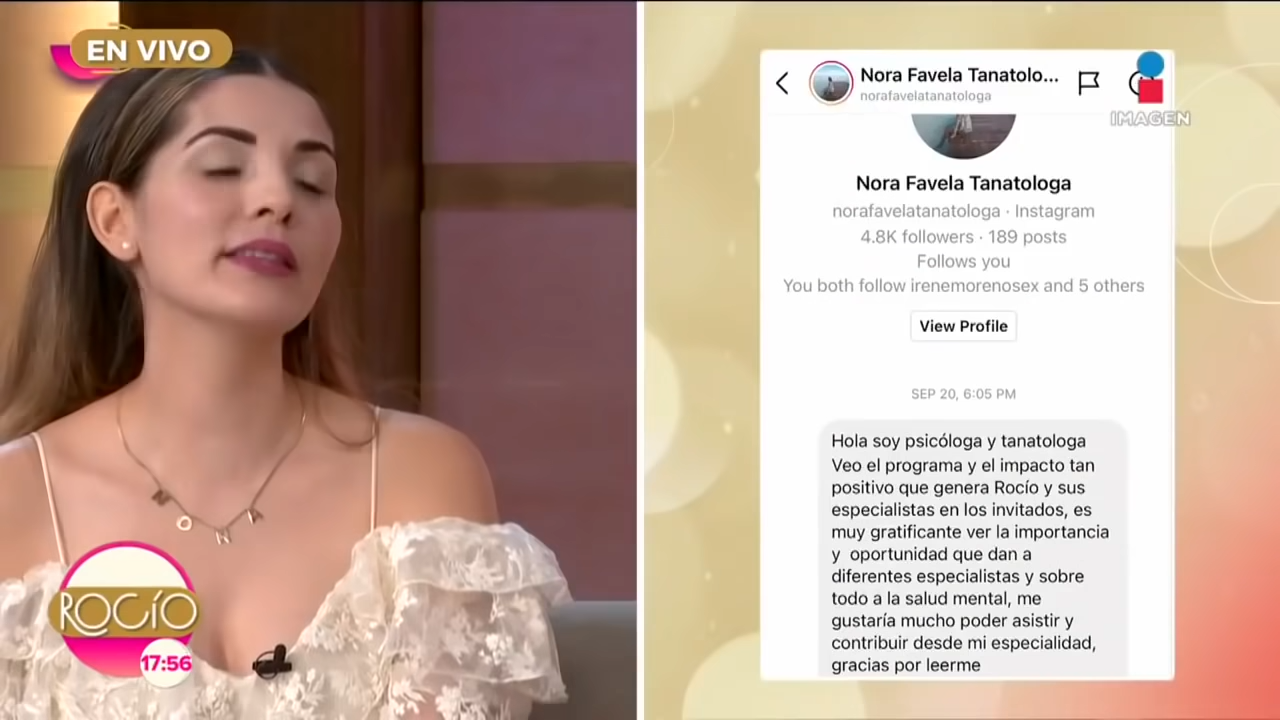 EN VIVO
ROCÍO
17:56
Nora Favela Tanatolo...
norafavelatanatologa
IMAGEN
Nora Favela Tanatologa
norafavelatanatologa · Instagram
4.8K followers · 189 posts
Follows you
You both follow irenemorenosex and 5 others
View Profile
SEP 20, 6:05 PM
Hola soy psicóloga y tanatologa
Veo el programa y el impacto tan
positivo que genera Rocío y sus
especialistas en los invitados, es
muy gratificante ver la importancia
y  oportunidad que dan a
diferentes especialistas y sobre
todo a la salud mental, me
gustaría mucho poder asistir y
contribuir desde mi especialidad,
gracias por leerme